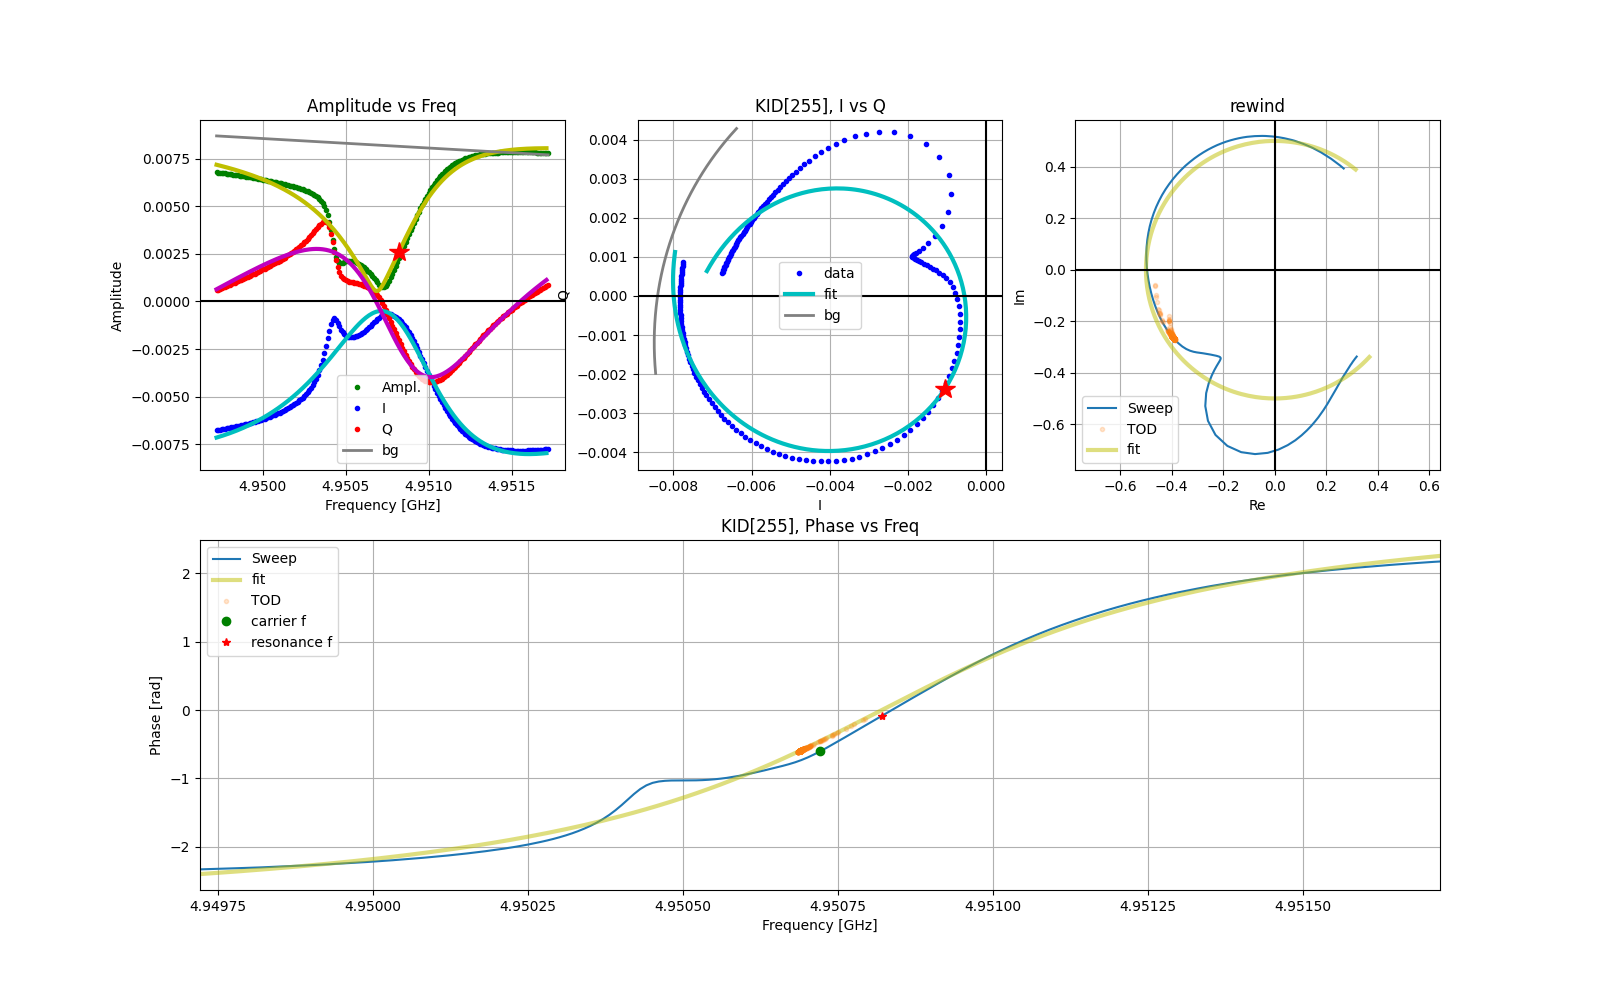 Amplitude vs Freq
Amplitude
0.0075
0.0050
0.0025
0.0000
−0.0025
−0.0050
−0.0075
4.9500
4.9505
4.9510
4.9515
Frequency [GHz]
Ampl.
I
Q
bg
KID[255], I vs Q
Q
0.004
0.003
0.002
0.001
0.000
−0.001
−0.002
−0.003
−0.004
−0.008
−0.006
−0.004
−0.002
0.000
I
data
fit
bg
rewind
Im
0.4
0.2
0.0
−0.2
−0.4
−0.6
−0.6
−0.4
−0.2
0.0
0.2
0.4
0.6
Re
Sweep
TOD
fit
KID[255], Phase vs Freq
Phase [rad]
2
1
0
−1
−2
4.94975
4.95000
4.95025
4.95050
4.95075
4.95100
4.95125
4.95150
Frequency [GHz]
Sweep
fit
TOD
carrier f
resonance f